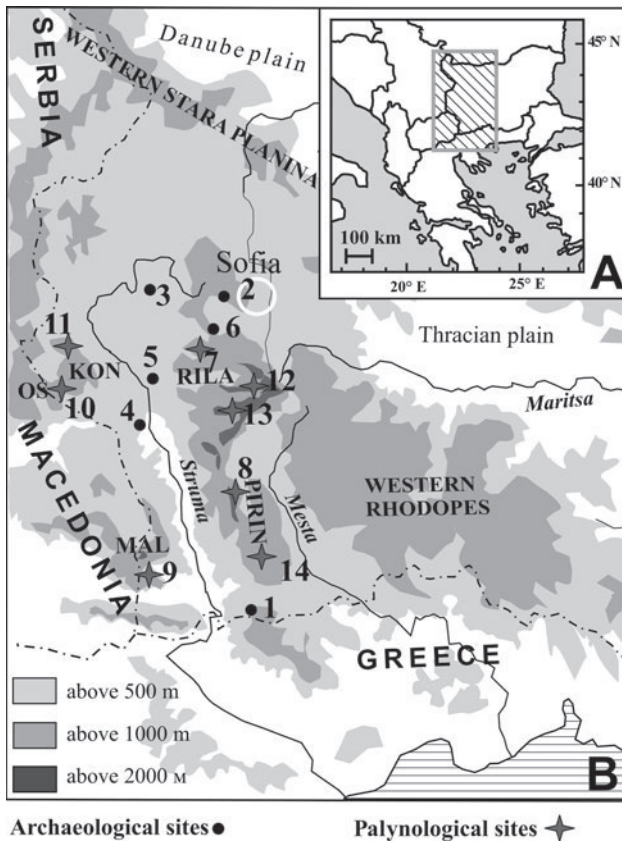 SERBIA
Danube plain
WESTERN STARA PLANINA
45° N
40° N
100 km
20° E
25° E
A
Sofia
2
3
6
Thracian plain
11
7
KON
5
RILA
12
OS
10
13
Maritsa
4
MACEDONIA
Struma
8
PIRIN
Mesta
WESTERN
RHODOPES
MAL
9
14
1
GREECE
above 500 m
above 1000 m
above 2000 м
B
Archaeological sites
Palynological sites